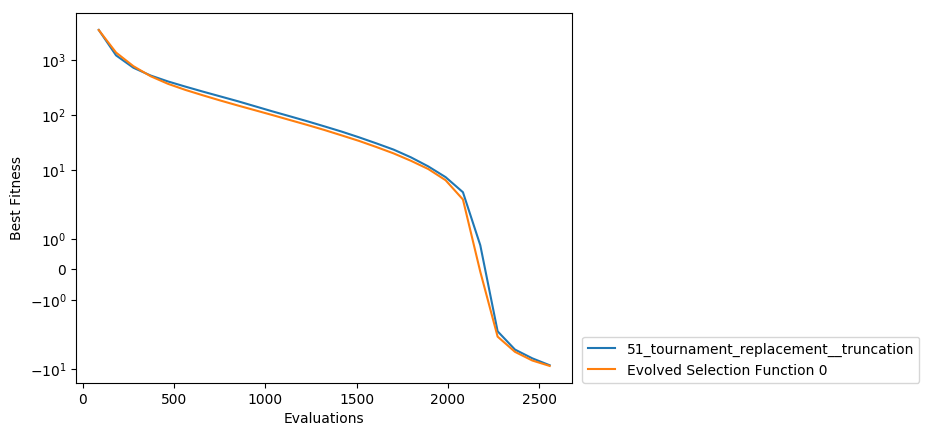 10³
10²
10¹
10⁰
0
−10⁰
−10¹
Best Fitness
0 500 1000 1500 2000 2500
Evaluations
51_tournament_replacement__truncation
Evolved Selection Function 0